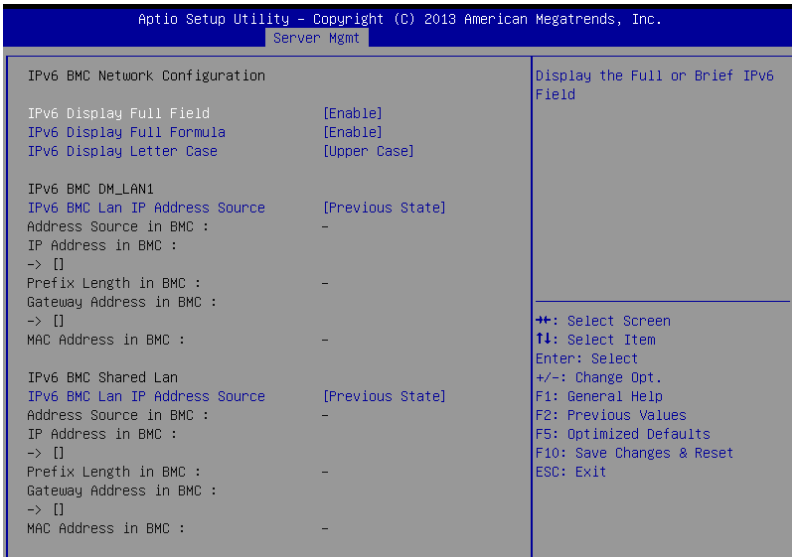 Aptio Setup Utility – Copyright (C) 2013 American Megatrends, Inc.
Server Mgmt
IPv6 BMC Network Configuration
IPv6 Display Full Field [Enable]
IPv6 Display Full Formula [Enable]
IPv6 Display Letter Case [Upper Case]
IPv6 BMC DM_LAN1
IPv6 BMC Lan IP Address Source [Previous State]
Address Source in BMC : –
IP Address in BMC :
–> []
Prefix Length in BMC : –
Gateway Address in BMC :
–> []
MAC Address in BMC : –
IPv6 BMC Shared Lan
IPv6 BMC Lan IP Address Source [Previous State]
Address Source in BMC : –
IP Address in BMC :
–> []
Prefix Length in BMC : –
Gateway Address in BMC :
–> []
MAC Address in BMC : –
Display the Full or Brief IPv6
Field
→←: Select Screen
↑↓: Select Item
Enter: Select
+/–: Change Opt.
F1: General Help
F2: Previous Values
F5: Optimized Defaults
F10: Save Changes & Reset
ESC: Exit